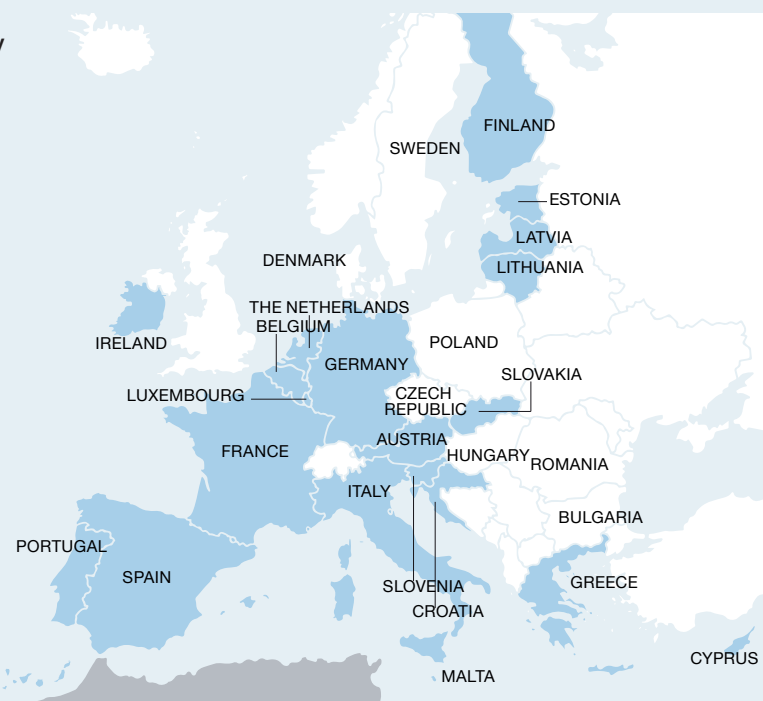 FINLAND
SWEDEN
ESTONIA
LATVIA
DENMARK
LITHUANIA
THE NETHERLANDS
BELGIUM
IRELAND
POLAND
GERMANY
SLOVAKIA
LUXEMBOURG
CZECH
REPUBLIC
AUSTRIA
FRANCE
HUNGARY
ROMANIA
ITALY
BULGARIA
PORTUGAL
SPAIN
SLOVENIA
GREECE
CROATIA
CYPRUS
MALTA